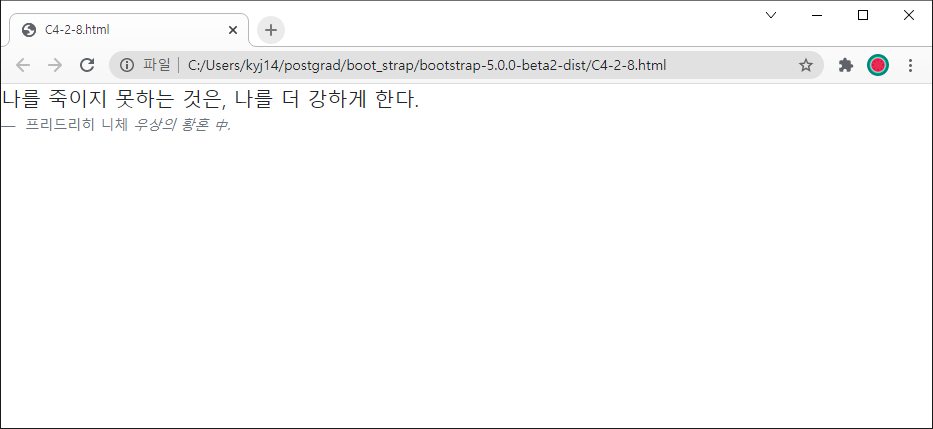 C4-2-8.html
파일 C:/Users/kyj14/postgrad/boot_strap/bootstrap-5.0.0-beta2-dist/C4-2-8.html
나를 죽이지 못하는 것은, 나를 더 강하게 한다.
— 프리드리히 니체 우상의 황혼 中.